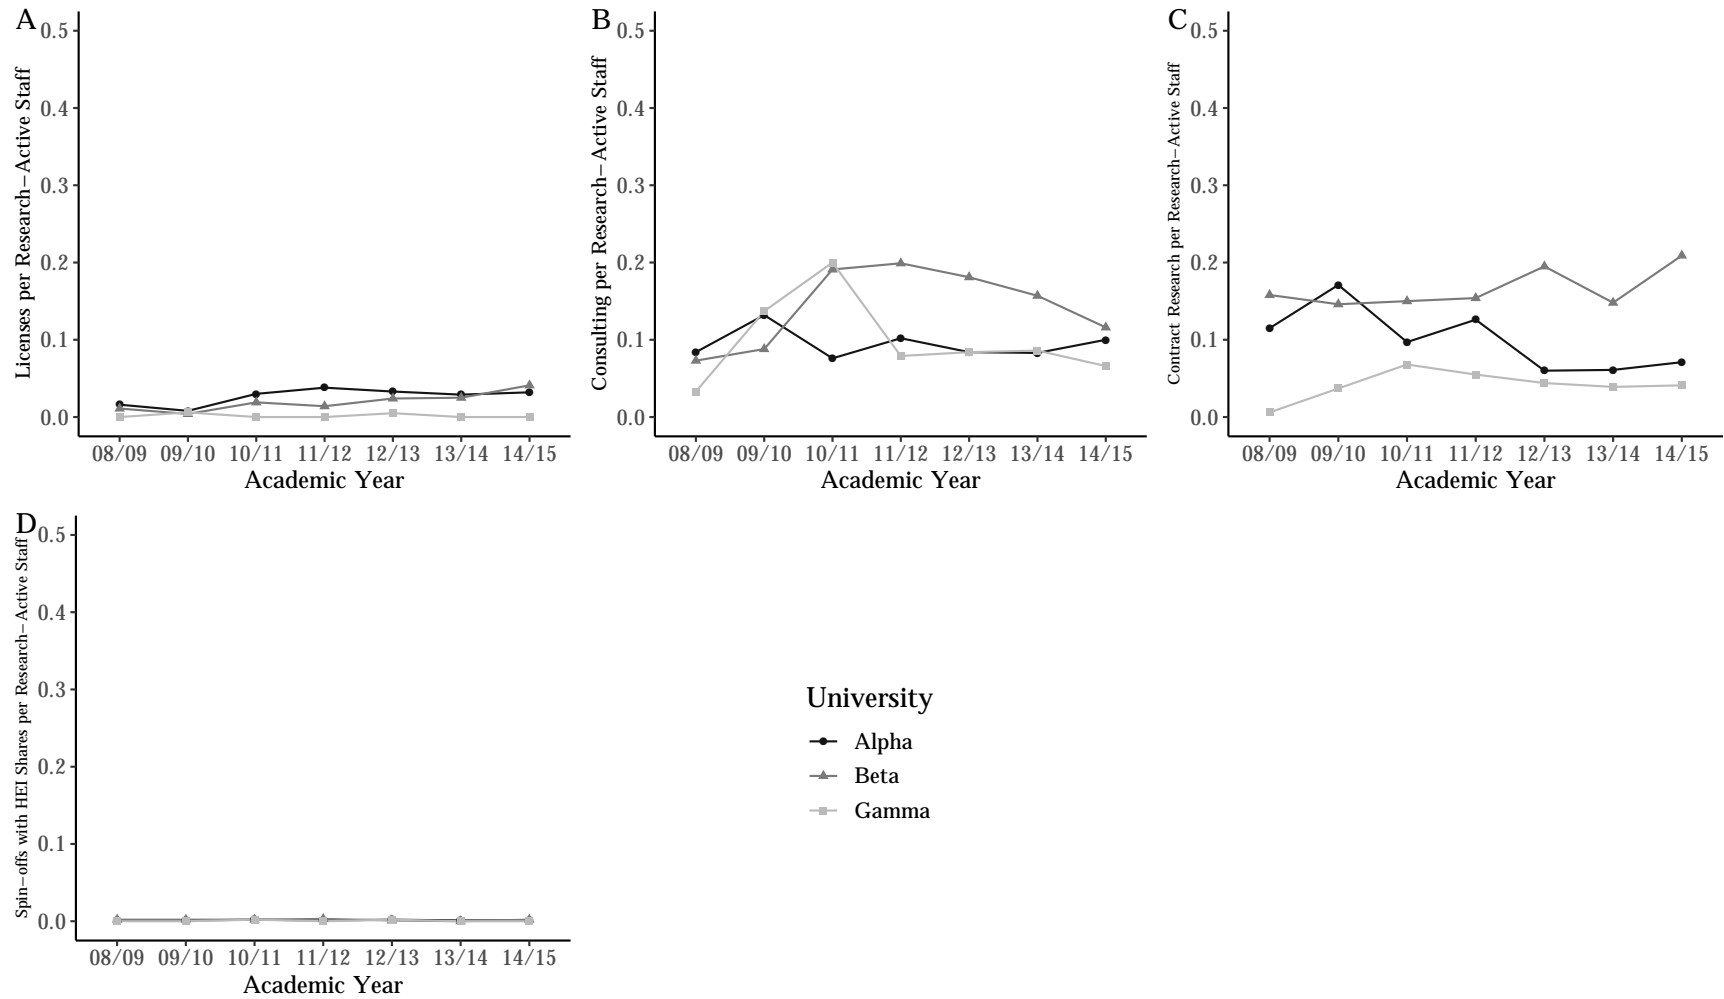 A
Licenses per Research−Active Staff
0.5
0.4
0.3
0.2
0.1
0.0
08/09 09/10 10/11 11/12 12/13 13/14 14/15
Academic Year
B
Consulting per Research−Active Staff
0.5
0.4
0.3
0.2
0.1
0.0
08/09 09/10 10/11 11/12 12/13 13/14 14/15
Academic Year
C
Contract Research per Research−Active Staff
0.5
0.4
0.3
0.2
0.1
0.0
08/09 09/10 10/11 11/12 12/13 13/14 14/15
Academic Year
D
Spin−offs with HEI Shares per Research−Active Staff
0.5
0.4
0.3
0.2
0.1
0.0
08/09 09/10 10/11 11/12 12/13 13/14 14/15
Academic Year
University
Alpha
Beta
Gamma